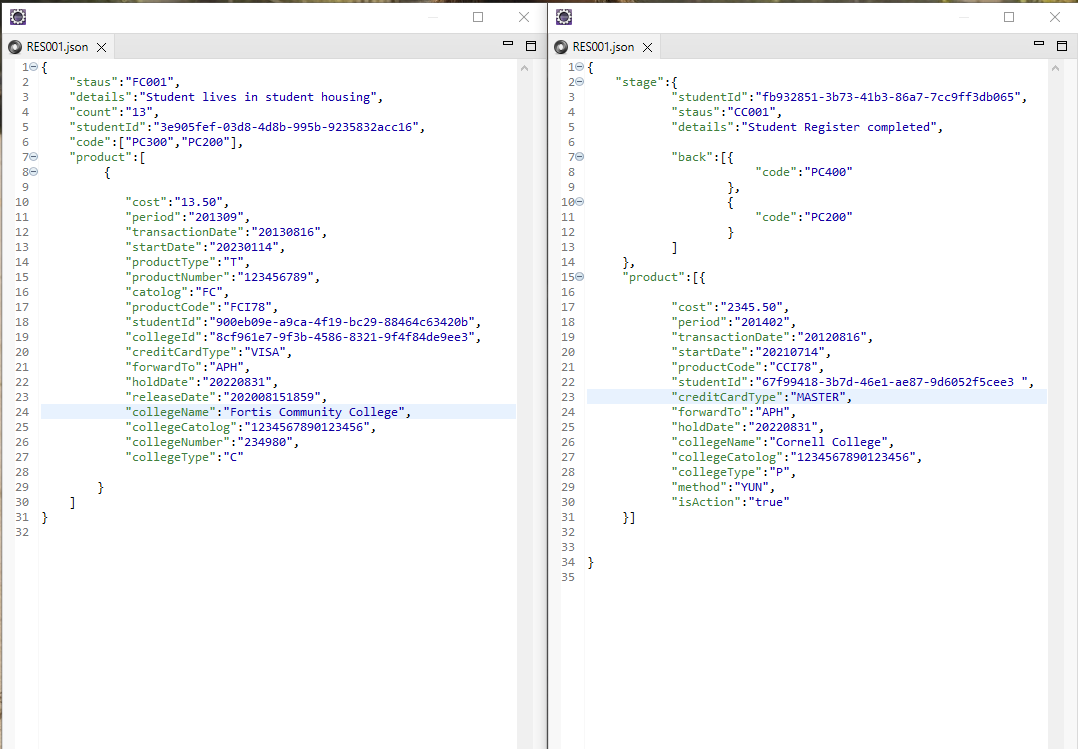 RES001.json
1 {
2 "staus":"FC001",
3 "details":"Student lives in student housing",
4 "count":"13",
5 "studentId":"3e905fef-03d8-4d8b-995b-9235832acc16",
6 "code":["PC300","PC200"],
7 "product":[
8 {
9
10 "cost":"13.50",
11 "period":"201309",
12 "transactionDate":"20130816",
13 "startDate":"20230114",
14 "productType":"T",
15 "productNumber":"123456789",
16 "catolog":"FC",
17 "productCode":"FCI78",
18 "studentId":"900eb09e-a9ca-4f19-bc29-88464c63420b",
19 "collegeId":"8cf961e7-9f3b-4586-8321-9f4f84de9ee3",
20 "creditCardType":"VISA",
21 "forwardTo":"APH",
22 "holdDate":"20220831",
23 "releaseDate":"202008151859",
24 "collegeName":"Fortis Community College",
25 "collegeCatolog":"1234567890123456",
26 "collegeNumber":"234980",
27 "collegeType":"C"
28
29 }
30 ]
31 }
32
RES001.json
1 {
2 "stage":{
3 "studentId":"fb932851-3b73-41b3-86a7-7cc9ff3db065",
4 "staus":"CC001",
5 "details":"Student Register completed",
6
7 "back":[{
8 "code":"PC400"
9 },
10 {
11 "code":"PC200"
12 }
13 ]
14 },
15 "product":[{
16
17 "cost":"2345.50",
18 "period":"201402",
19 "transactionDate":"20120816",
20 "startDate":"20210714",
21 "productCode":"CCI78",
22 "studentId":"67f99418-3b7d-46e1-ae87-9d6052f5cee3 ",
23 "creditCardType":"MASTER",
24 "forwardTo":"APH",
25 "holdDate":"20220831",
26 "collegeName":"Cornell College",
27 "collegeCatolog":"1234567890123456",
28 "collegeType":"P",
29 "method":"YUN",
30 "isAction":"true"
31 }]
32
33
34 }
35